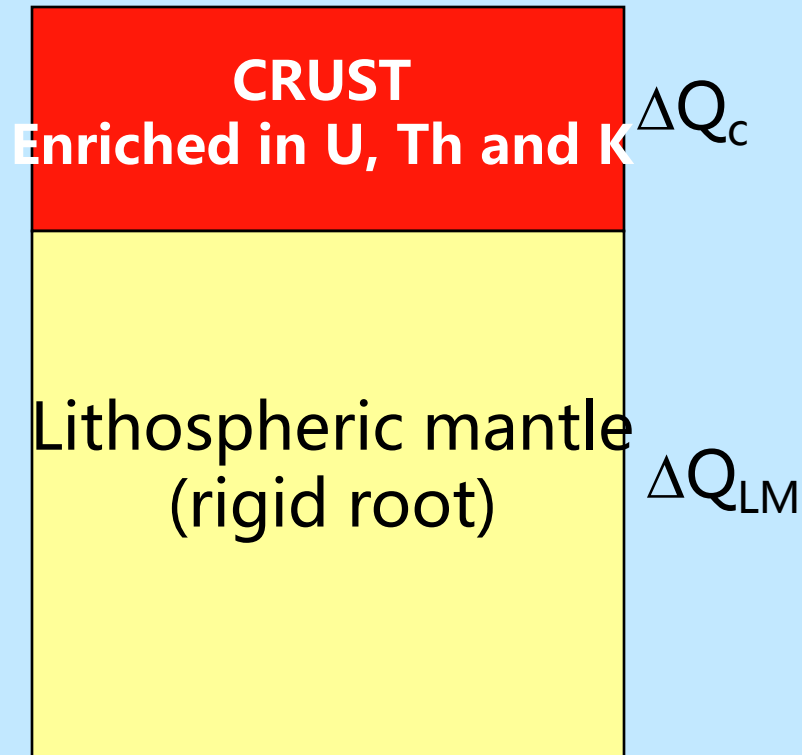 CRUST
Enriched in U, Th and K
ΔQc
Lithospheric mantle
(rigid root)
ΔQLM